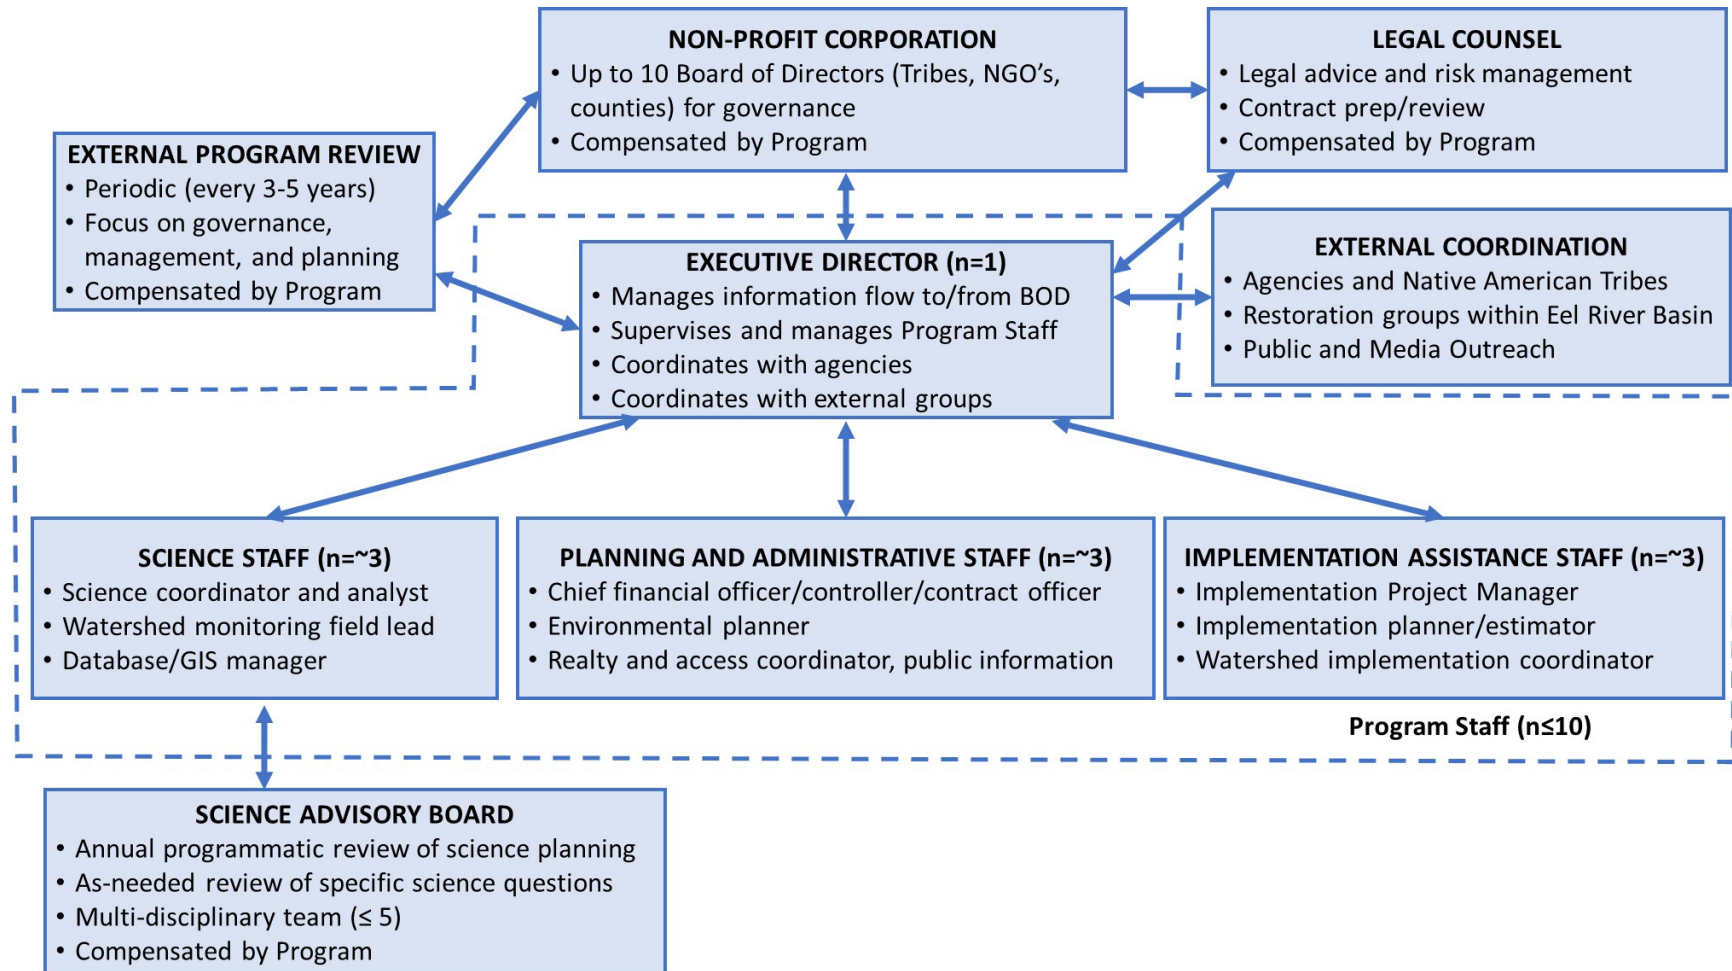 NON-PROFIT CORPORATION
• Up to 10 Board of Directors (Tribes, NGO's,
counties) for governance
• Compensated by Program
LEGAL COUNSEL
• Legal advice and risk management
• Contract prep/review
• Compensated by Program
EXTERNAL PROGRAM REVIEW
• Periodic (every 3-5 years)
• Focus on governance,
management, and planning
• Compensated by Program
EXECUTIVE DIRECTOR (n=1)
• Manages information flow to/from BOD
• Supervises and manages Program Staff
• Coordinates with agencies
• Coordinates with external groups
EXTERNAL COORDINATION
• Agencies and Native American Tribes
• Restoration groups within Eel River Basin
• Public and Media Outreach
SCIENCE STAFF (n=~3)
• Science coordinator and analyst
• Watershed monitoring field lead
• Database/GIS manager
PLANNING AND ADMINISTRATIVE STAFF (n=~3)
• Chief financial officer/controller/contract officer
• Environmental planner
• Realty and access coordinator, public information
IMPLEMENTATION ASSISTANCE STAFF (n=~3)
• Implementation Project Manager
• Implementation planner/estimator
• Watershed implementation coordinator
Program Staff (n≤10)
SCIENCE ADVISORY BOARD
• Annual programmatic review of science planning
• As-needed review of specific science questions
• Multi-disciplinary team (≤ 5)
• Compensated by Program